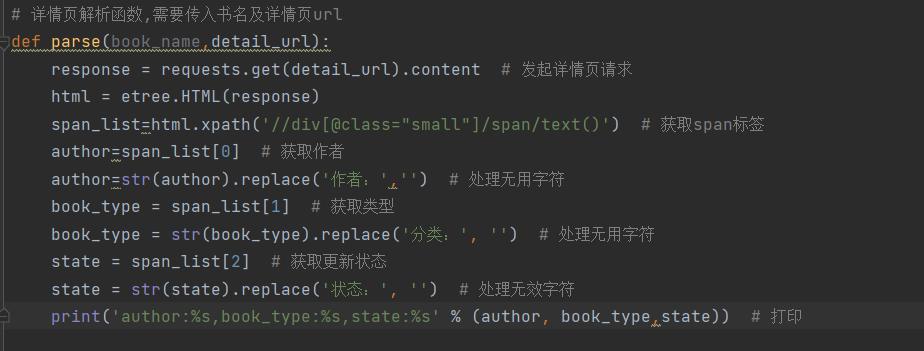 # 详情页解析函数,需要传入书名及详情页url
def parse(book_name,detail_url):
    response = requests.get(detail_url).content  # 发起详情页请求
    html = etree.HTML(response)
    span_list=html.xpath('//div[@class="small"]/span/text()')  # 获取span标签
    author=span_list[0]  # 获取作者
    author=str(author).replace('作者：','')  # 处理无用字符
    book_type = span_list[1]  # 获取类型
    book_type = str(book_type).replace('分类：', '')  # 处理无用字符
    state = span_list[2]  # 获取更新状态
    state = str(state).replace('状态：', '')  # 处理无效字符
    print('author:%s,book_type:%s,state:%s' % (author, book_type,state))  # 打印